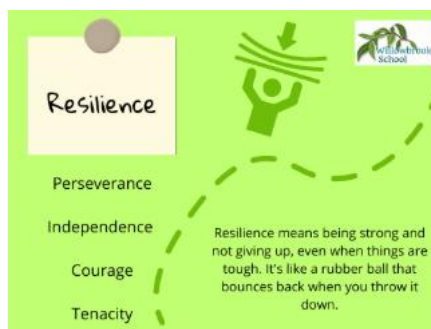 Resilience
Willowbrook
School
Perseverance
Independence
Courage
Tenacity
Resilience means being strong and
not giving up, even when things are
tough. It's like a rubber ball that
bounces back when you throw it
down.